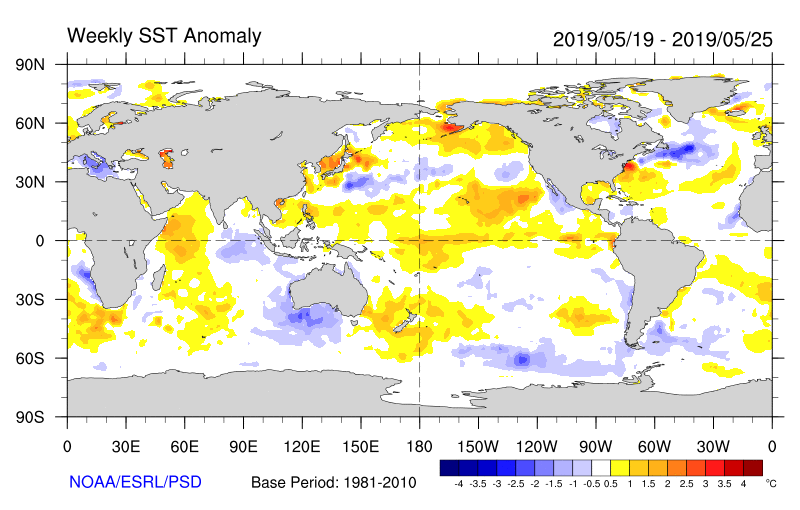 Weekly SST Anomaly
2019/05/19 - 2019/05/25
90N
60N
30N
0
30S
60S
90S
0 30E 60E 90E 120E 150E 180 150W 120W 90W 60W 30W 0
NOAA/ESRL/PSD
Base Period: 1981-2010
-4 -3.5 -3 -2.5 -2 -1.5 -1 -0.5 0.5 1 1.5 2 2.5 3 3.5 4 °C